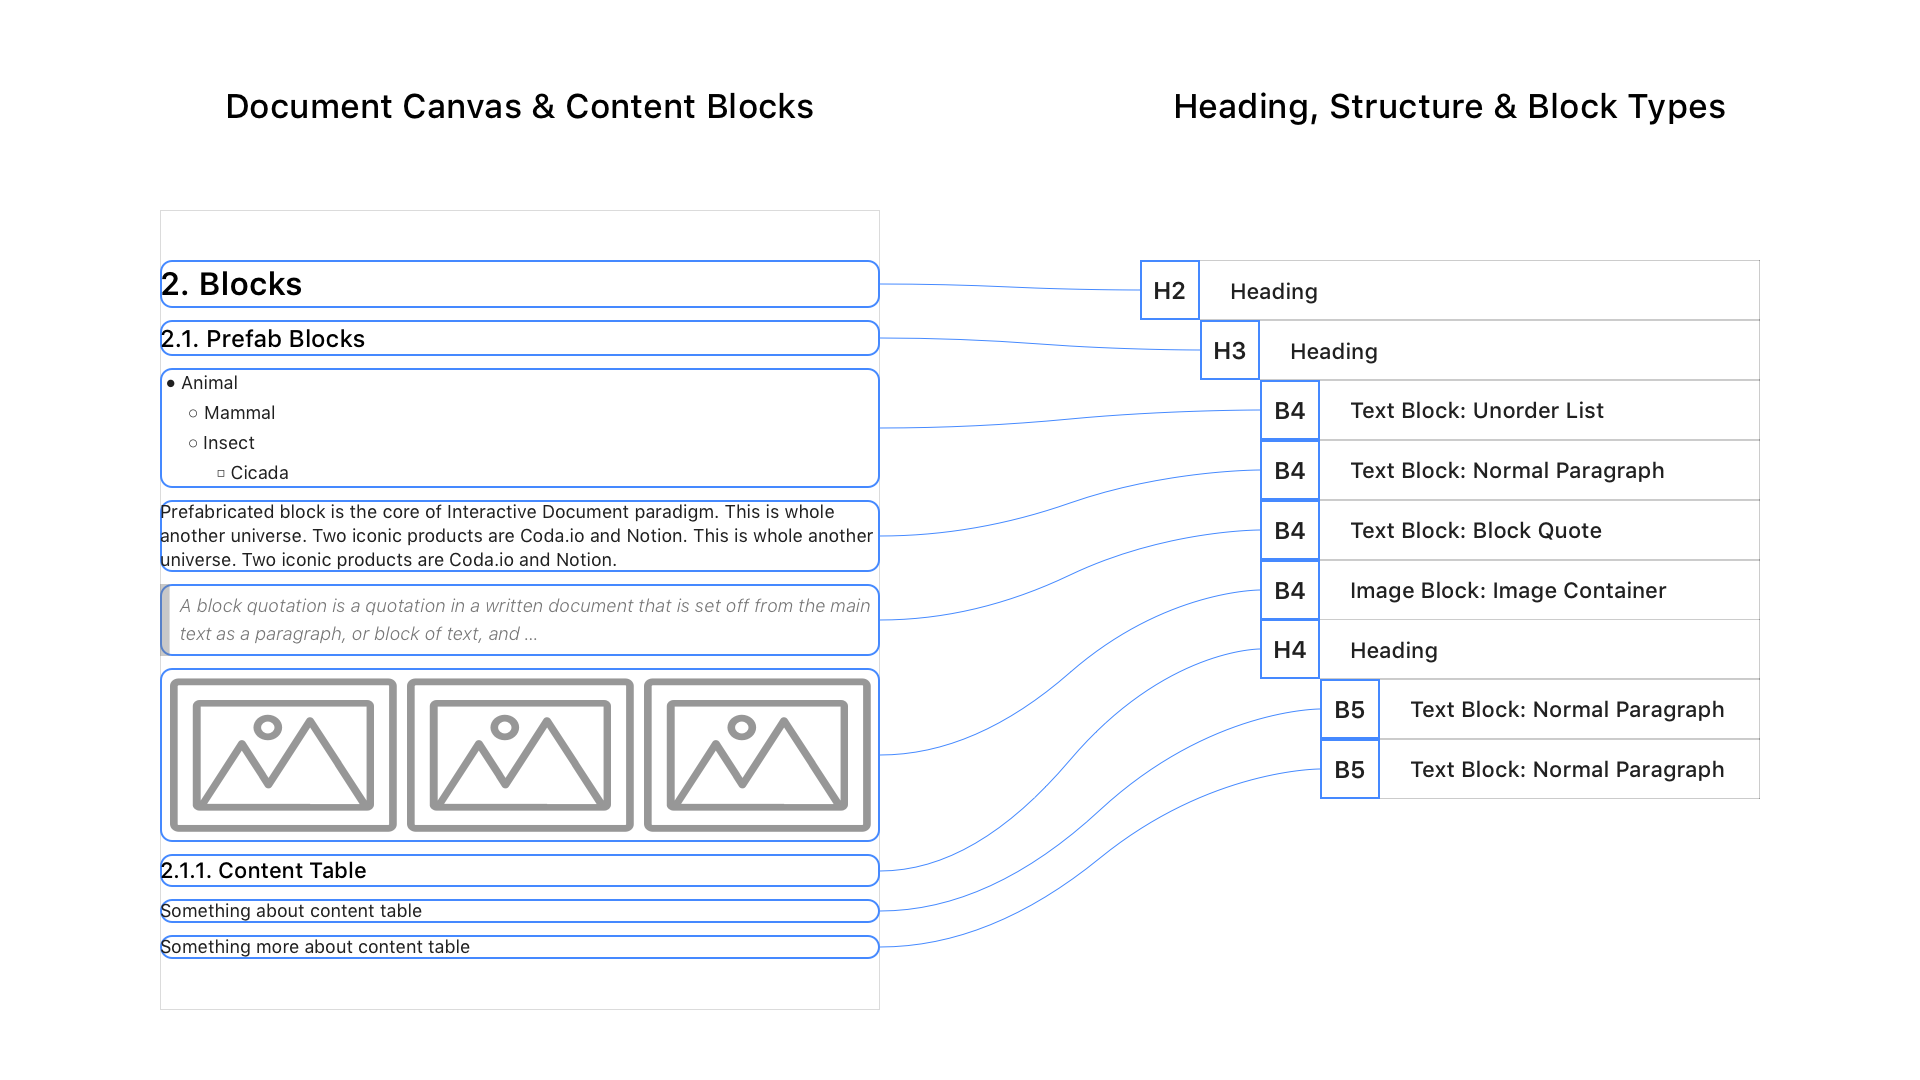 Document Canvas & Content Blocks
Heading, Structure & Block Types
2. Blocks
2.1. Prefab Blocks
● Animal
○ Mammal
○ Insect
□ Cicada
Prefabricated block is the core of Interactive Document paradigm. This is whole
another universe. Two iconic products are Coda.io and Notion. This is whole another
universe. Two iconic products are Coda.io and Notion.
A block quotation is a quotation in a written document that is set off from the main
text as a paragraph, or block of text, and ...
2.1.1. Content Table
Something about content table
Something more about content table
H2 Heading
H3 Heading
B4 Text Block: Unorder List
B4 Text Block: Normal Paragraph
B4 Text Block: Block Quote
B4 Image Block: Image Container
H4 Heading
B5 Text Block: Normal Paragraph
B5 Text Block: Normal Paragraph